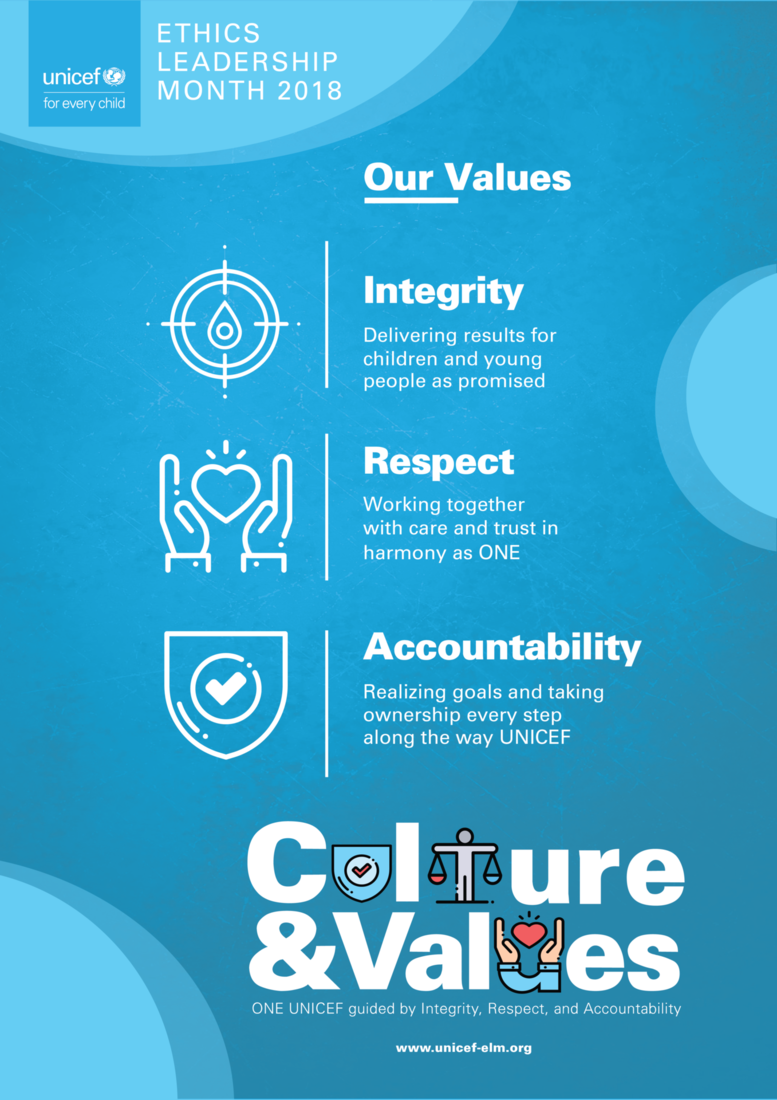 unicef
for every child
ETHICS
LEADERSHIP
MONTH 2018
Our Values
Integrity
Delivering results for
children and young
people as promised
Respect
Working together
with care and trust in
harmony as ONE
Accountability
Realizing goals and taking
ownership every step
along the way UNICEF
Culture
&Values
ONE UNICEF guided by Integrity, Respect, and Accountability
www.unicef-elm.org